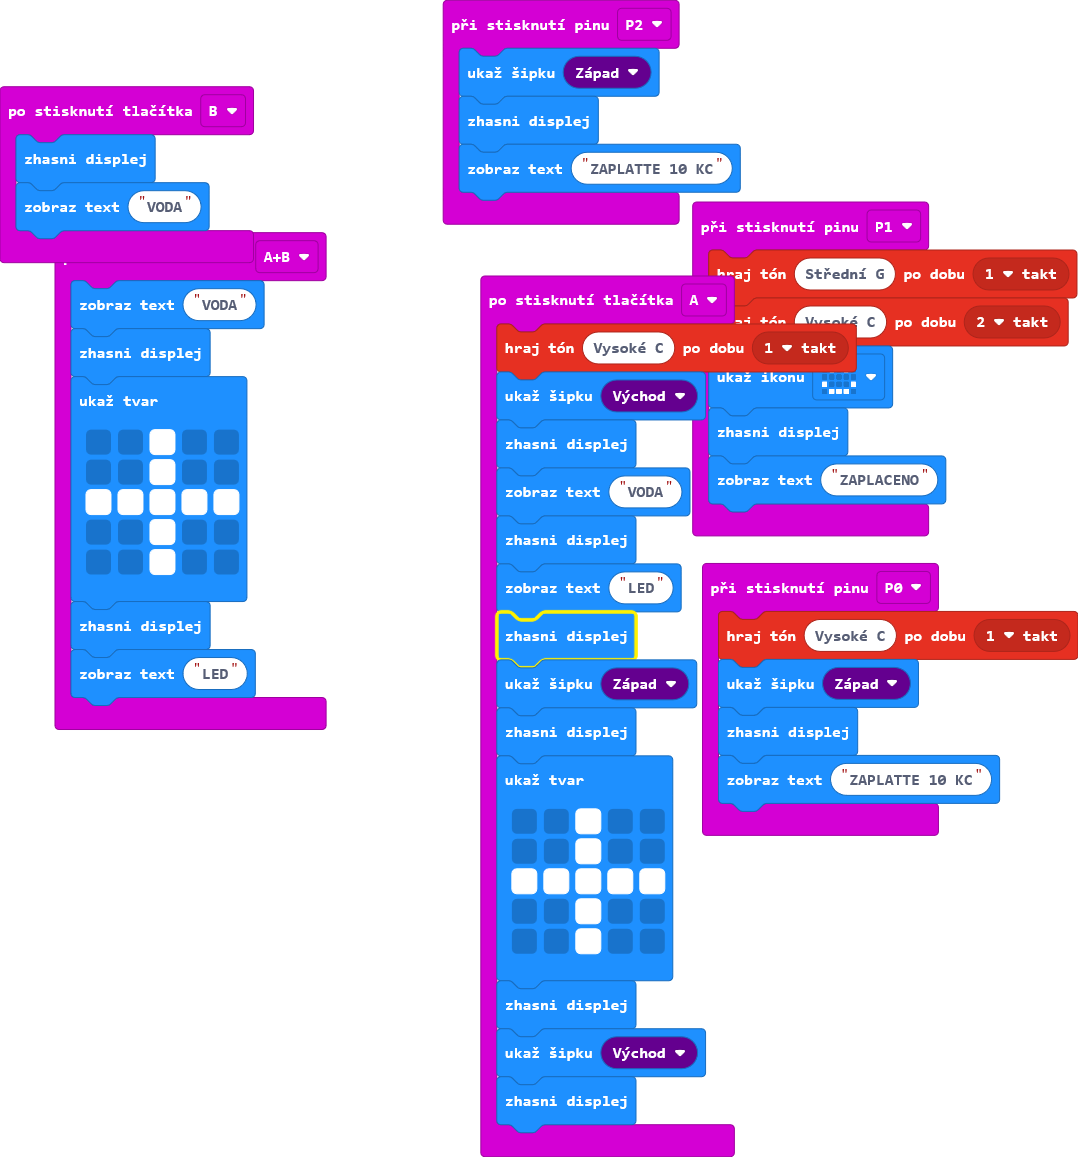 při stisknutí pinu P2
ukaž šipku Západ
zhasni displej
zobraz text "ZAPLATTE 10 KC"
po stisknutí tlačítka B
zhasni displej
zobraz text "VODA"
A+B
zobraz text "VODA"
zhasni displej
ukaž tvar
zhasni displej
zobraz text "LED"
při stisknutí pinu P1
hraj tón Střední G po dobu 1 takt
hraj tón Vysoké C po dobu 2 takt
ukaž ikonu
zhasni displej
zobraz text "ZAPLACENO"
po stisknutí tlačítka A
hraj tón Vysoké C po dobu 1 takt
ukaž šipku Východ
zhasni displej
zobraz text "VODA"
zhasni displej
zobraz text "LED"
zhasni displej
ukaž šipku Západ
zhasni displej
ukaž tvar
zhasni displej
ukaž šipku Východ
zhasni displej
při stisknutí pinu P0
hraj tón Vysoké C po dobu 1 takt
ukaž šipku Západ
zhasni displej
zobraz text "ZAPLATTE 10 KC"